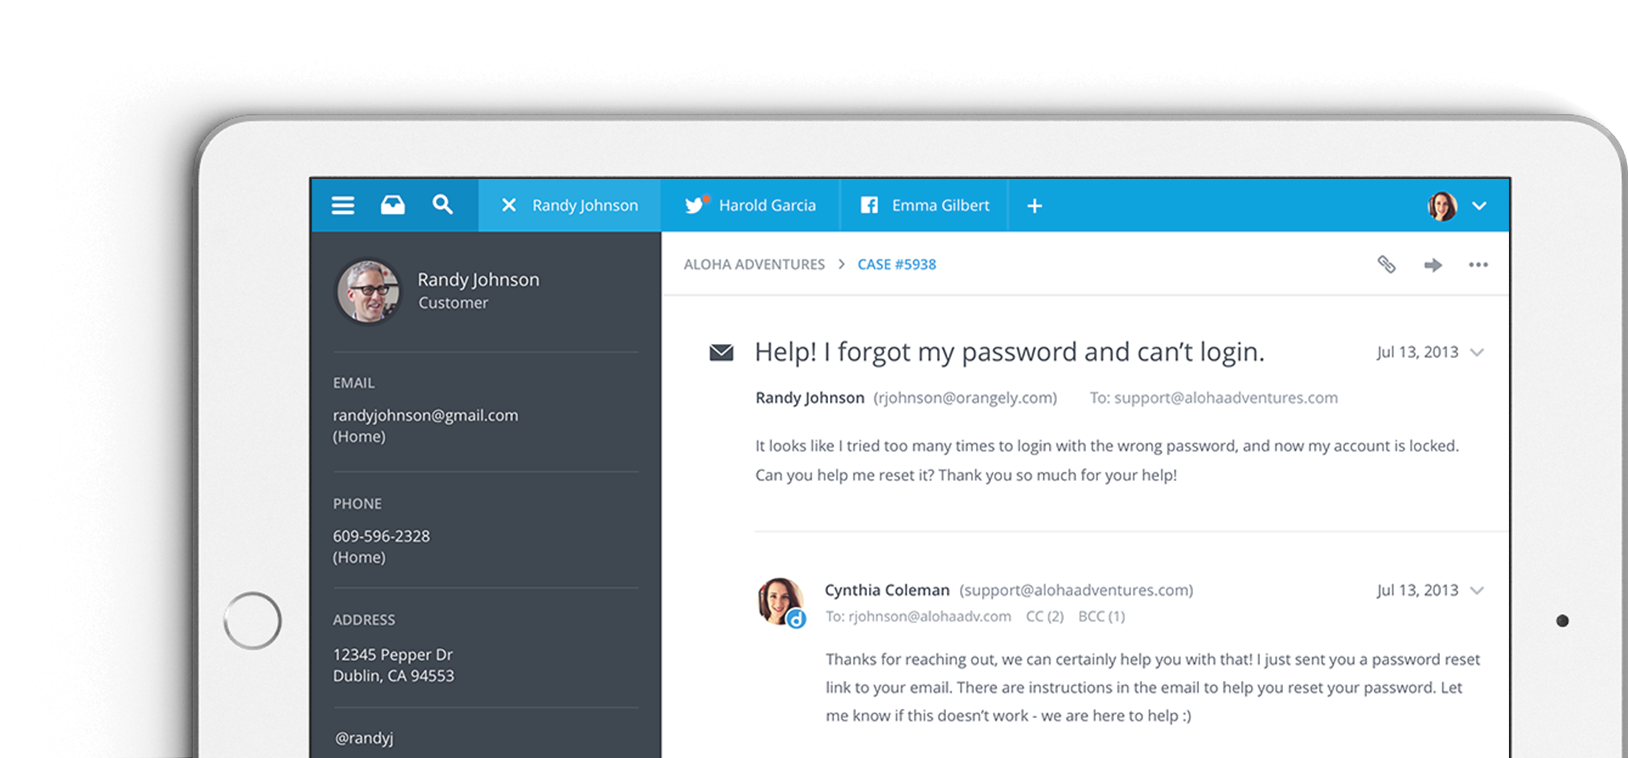 Randy Johnson
Harold Garcia
Emma Gilbert
Randy Johnson
Customer
EMAIL
randyjohnson@gmail.com
(Home)
PHONE
609-596-2328
(Home)
ADDRESS
12345 Pepper Dr
Dublin, CA 94553
@randyj
ALOHA ADVENTURES > CASE #5938
Help! I forgot my password and can't login.
Jul 13, 2013
Randy Johnson (rjohnson@orangely.com) To: support@alohaadventures.com
It looks like I tried too many times to login with the wrong password, and now my account is locked.
Can you help me reset it? Thank you so much for your help!
Cynthia Coleman (support@alohaadventures.com)
Jul 13, 2013
To: rjohnson@alohaadv.com CC (2) BCC (1)
d
Thanks for reaching out, we can certainly help you with that! I just sent you a password reset
link to your email. There are instructions in the email to help you reset your password. Let
me know if this doesn't work - we are here to help :)